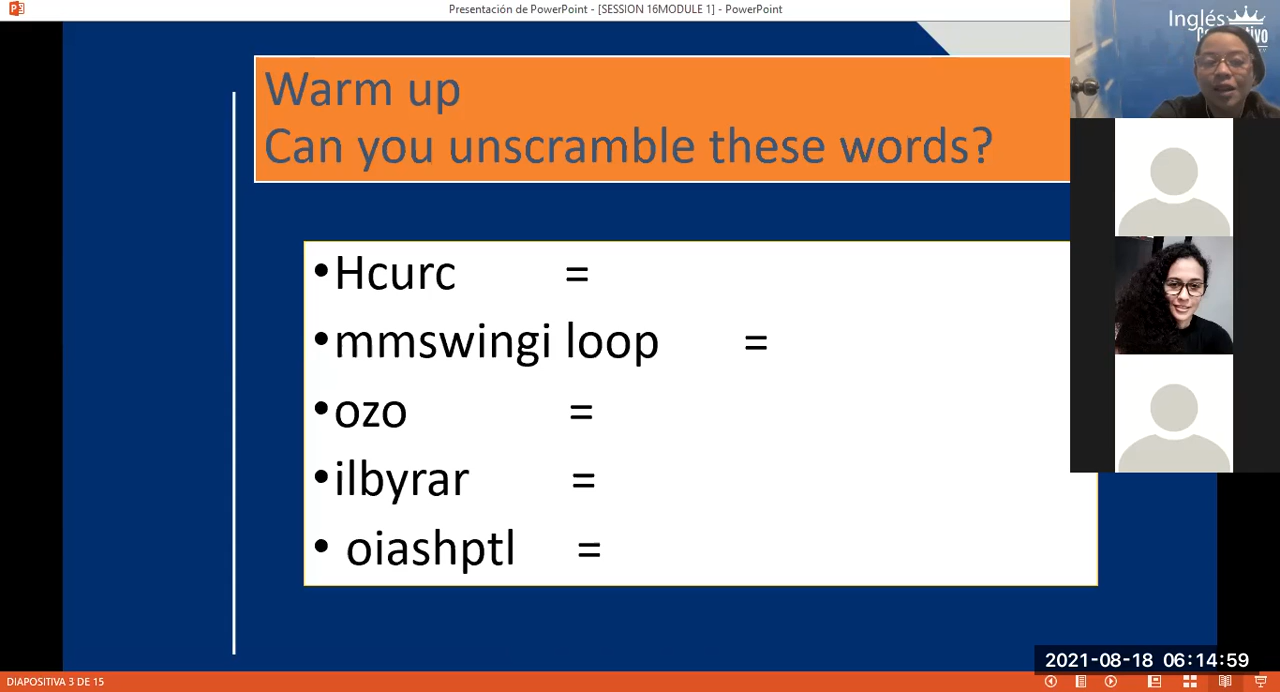 Presentación de PowerPoint - [SESSION 16MODULE 1] - PowerPoint
Inglés
Warm up
Can you unscramble these words?
•Hcurc =
•mmswingi loop =
•ozo =
•ilbyrar =
• oiashptl =
2021-08-18 06:14:59
DIAPOSITIVA 3 DE 15